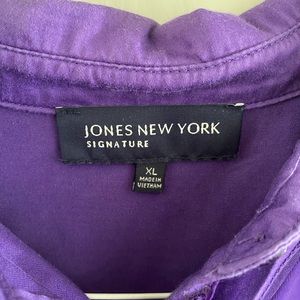 JONES NEW YORK
SIGNATURE
XL
MADE IN
VIETNAM